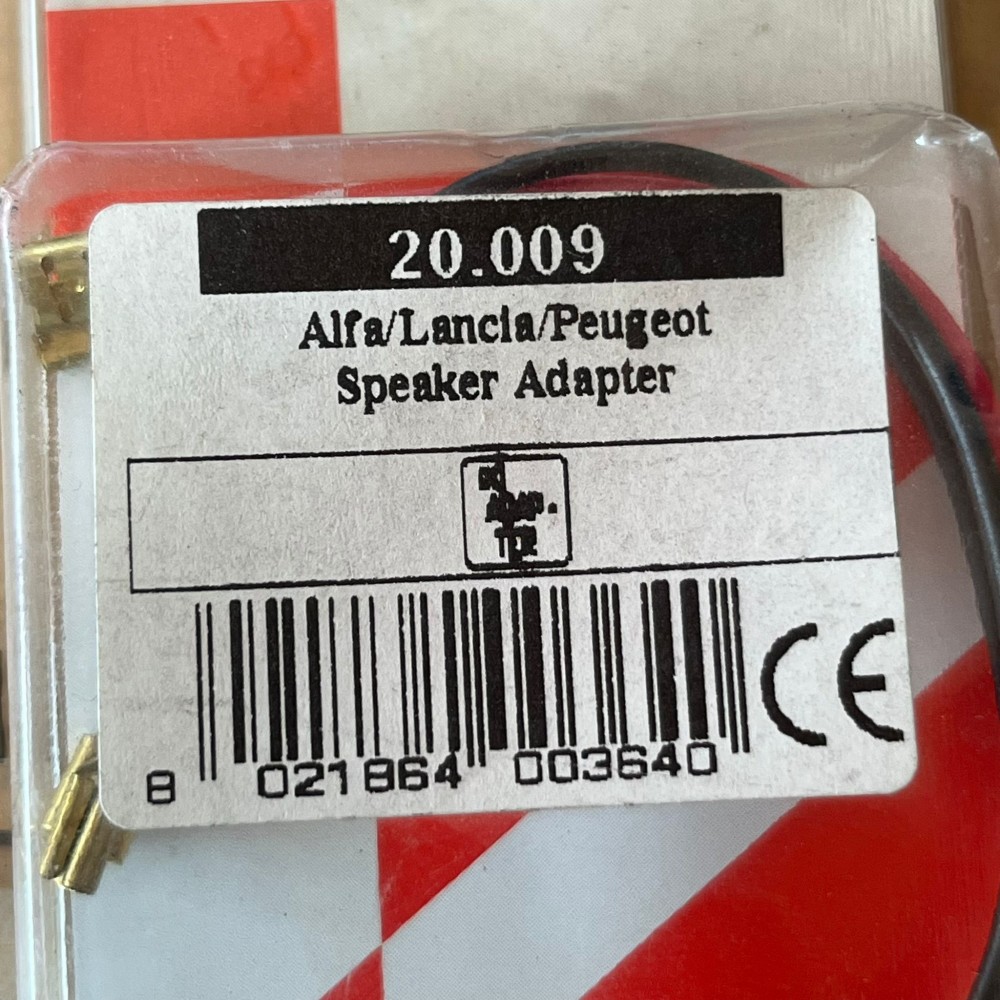 20.009
Alfa/Lancia/Peugeot
Speaker Adapter
CE
8 021864 003640